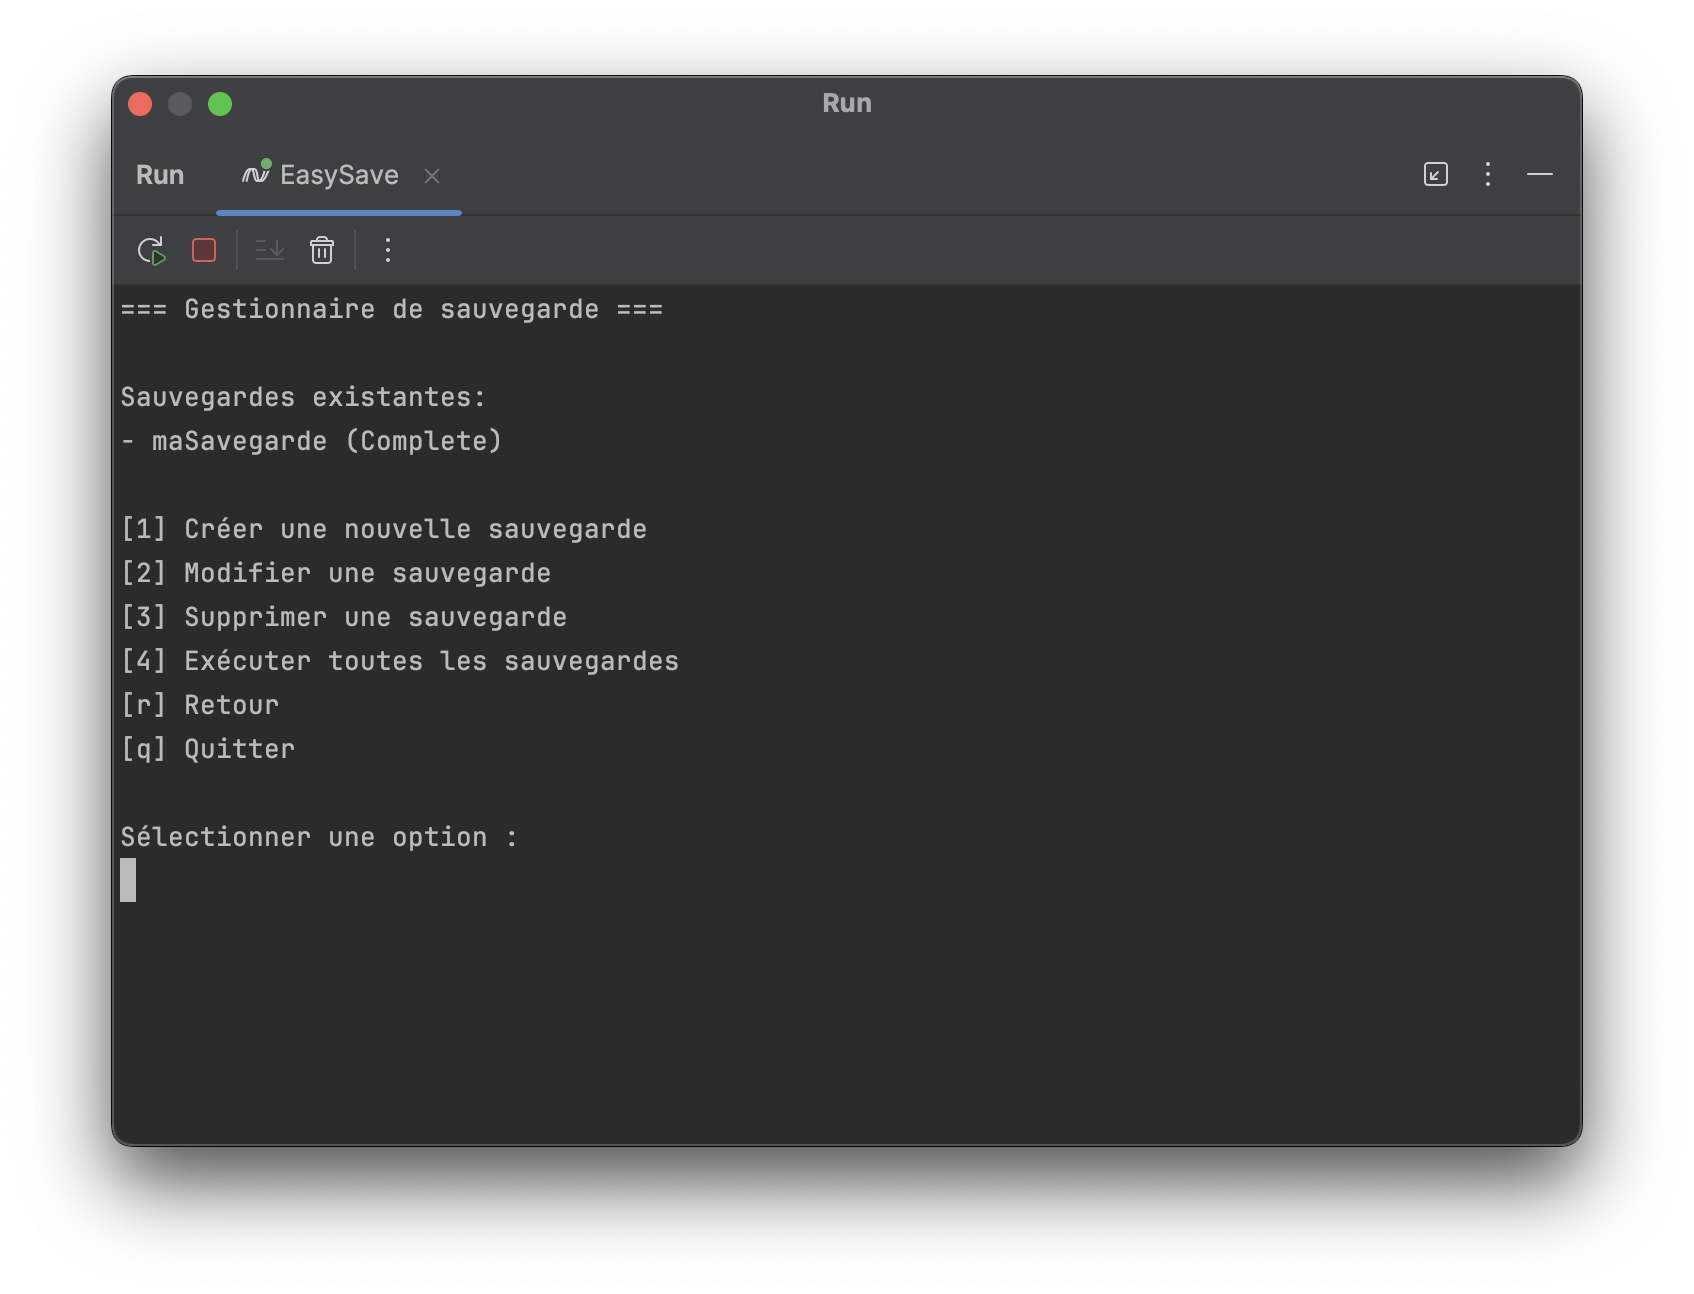 Run
Run EasySave
=== Gestionnaire de sauvegarde ===
Sauvegardes existantes:
- maSavegarde (Complete)
[1] Créer une nouvelle sauvegarde
[2] Modifier une sauvegarde
[3] Supprimer une sauvegarde
[4] Exécuter toutes les sauvegardes
[r] Retour
[q] Quitter
Sélectionner une option :